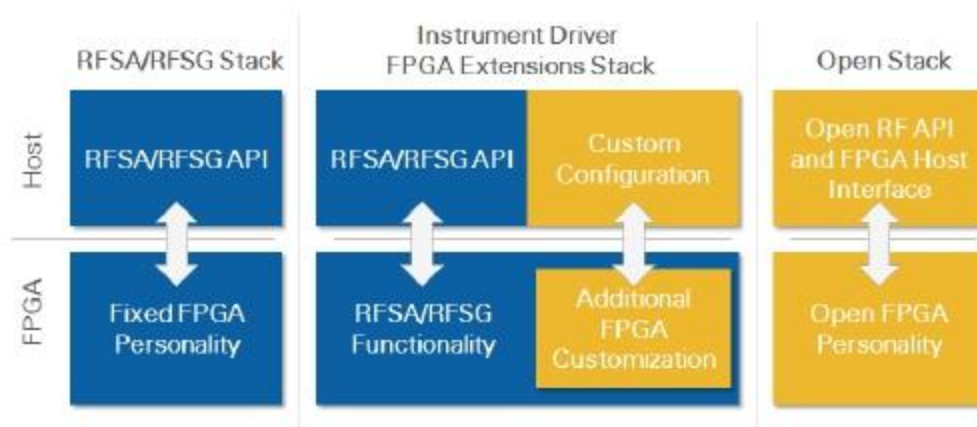 RFSA/RFSG Stack
Instrument Driver
FPGA Extensions Stack
Open Stack
Host
RFSA/RFSG API
RFSA/RFSG API
Custom
Configuration
Open RF API
and FPGA Host
Interface
FPGA
Fixed FPGA
Personality
RFSA/RFSG
Functionality
Additional
FPGA
Customization
Open FPGA
Personality